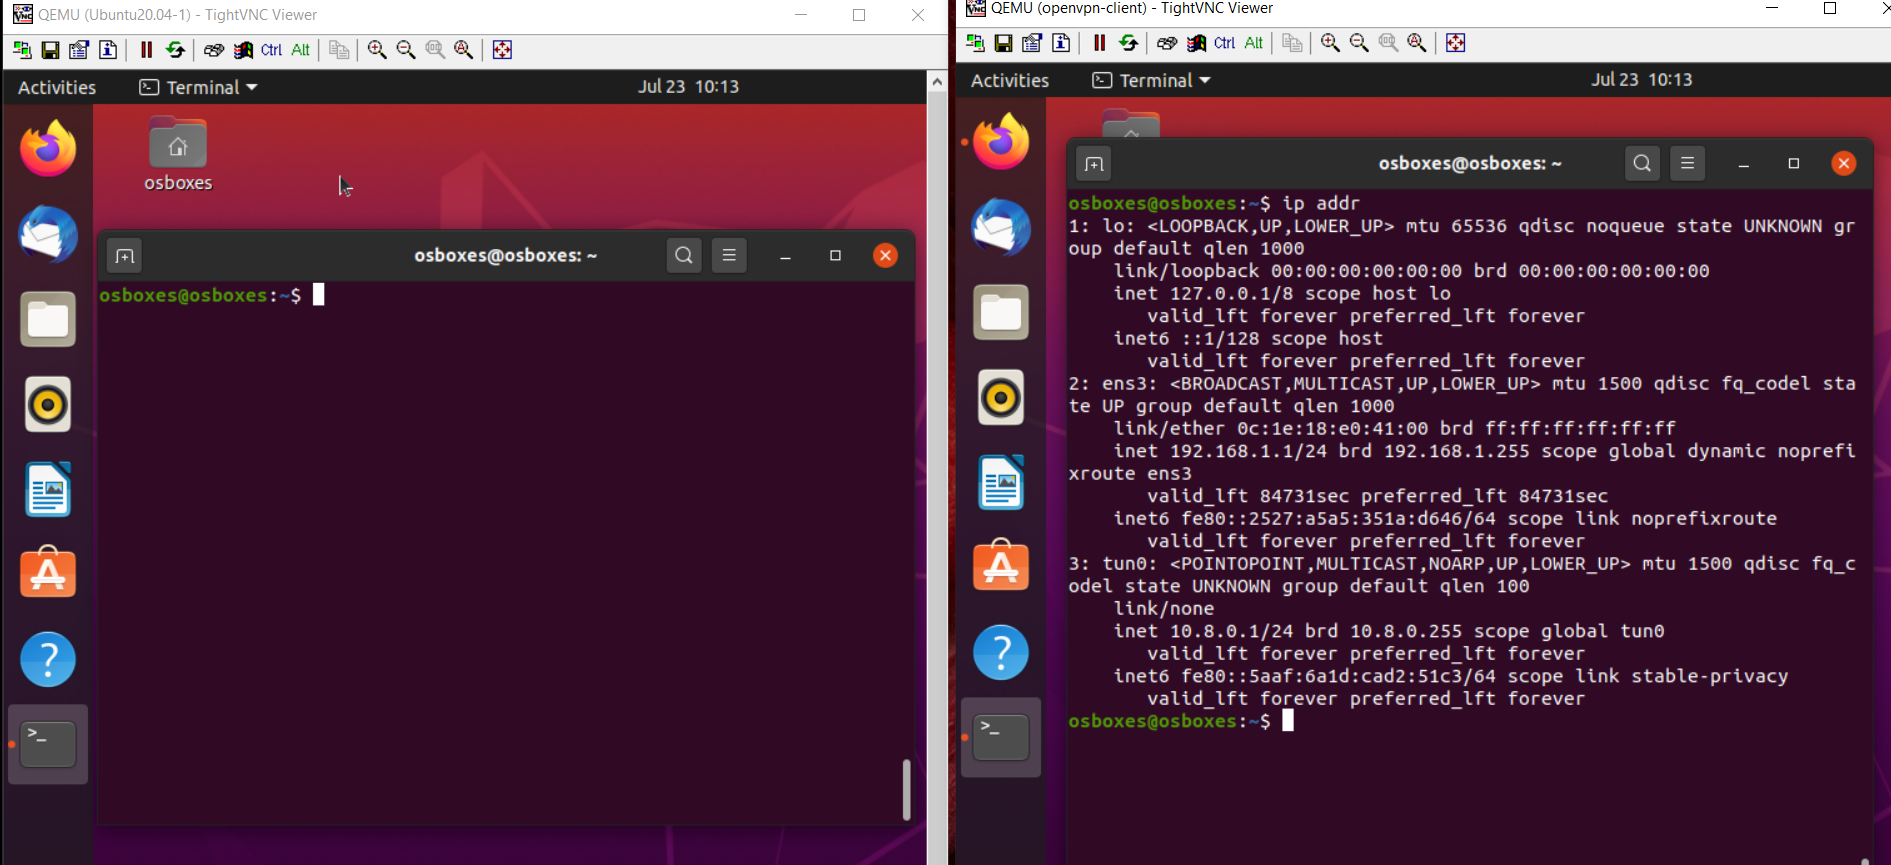 QEMU (Ubuntu20.04-1) - TightVNC Viewer
Ctrl Alt
Activities Terminal Jul 23 10:13
osboxes
osboxes@osboxes: ~
osboxes@osboxes:~$
QEMU (openvpn-client) - TightVNC Viewer
Ctrl Alt
Activities Terminal Jul 23 10:13
osboxes@osboxes: ~
osboxes@osboxes:~$ ip addr
1: lo: <LOOPBACK,UP,LOWER_UP> mtu 65536 qdisc noqueue state UNKNOWN gr
oup default qlen 1000
link/loopback 00:00:00:00:00:00 brd 00:00:00:00:00:00
inet 127.0.0.1/8 scope host lo
valid_lft forever preferred_lft forever
inet6 ::1/128 scope host
valid_lft forever preferred_lft forever
2: ens3: <BROADCAST,MULTICAST,UP,LOWER_UP> mtu 1500 qdisc fq_codel sta
te UP group default qlen 1000
link/ether 0c:1e:18:e0:41:00 brd ff:ff:ff:ff:ff:ff
inet 192.168.1.1/24 brd 192.168.1.255 scope global dynamic noprefi
xroute ens3
valid_lft 84731sec preferred_lft 84731sec
inet6 fe80::2527:a5a5:351a:d646/64 scope link noprefixroute
valid_lft forever preferred_lft forever
3: tun0: <POINTOPOINT,MULTICAST,NOARP,UP,LOWER_UP> mtu 1500 qdisc fq_c
odel state UNKNOWN group default qlen 100
link/none
inet 10.8.0.1/24 brd 10.8.0.255 scope global tun0
valid_lft forever preferred_lft forever
inet6 fe80::5aaf:6a1d:cad2:51c3/64 scope link stable-privacy
valid_lft forever preferred_lft forever
osboxes@osboxes:~$